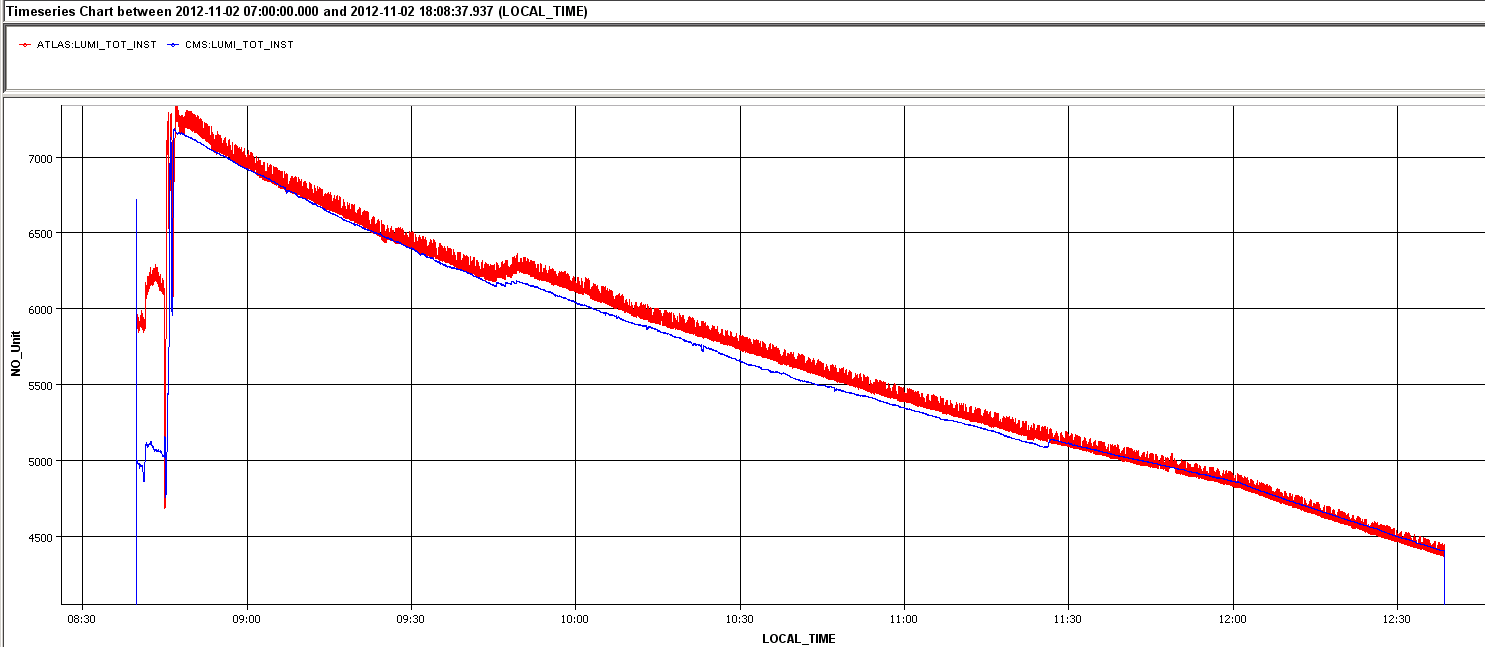 Timeseries Chart between 2012-11-02 07:00:00.000 and 2012-11-02 18:08:37.937 (LOCAL_TIME)
ATLAS:LUMI_TOT_INST CMS:LUMI_TOT_INST
7000
6500
6000
5500
5000
4500
NO_Unit
08:30 09:00 09:30 10:00 10:30 11:00 11:30 12:00 12:30
LOCAL_TIME